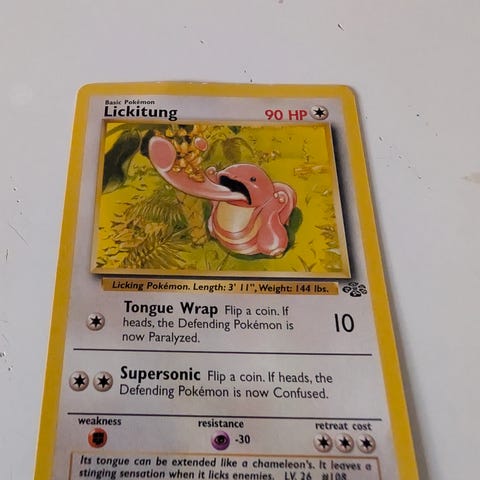 Basic Pokémon
Lickitung 90 HP
Licking Pokémon. Length: 3' 11", Weight: 144 lbs.
Tongue Wrap Flip a coin. If
heads, the Defending Pokémon is 10
now Paralyzed.
Supersonic Flip a coin. If heads, the
Defending Pokémon is now Confused.
weakness resistance retreat cost
-30
Its tongue can be extended like a chameleon's. It leaves a
stinging sensation when it licks enemies. LV. 26 #108